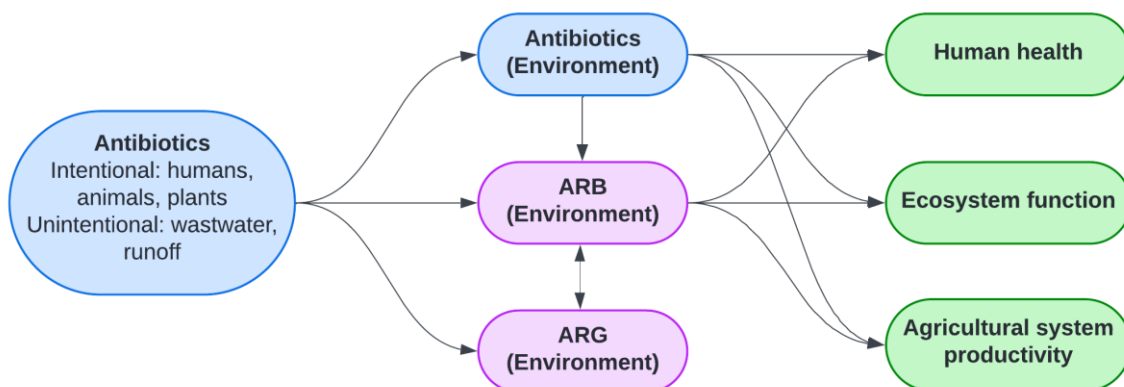 Antibiotics
Intentional: humans,
animals, plants
Unintentional: wastwater,
runoff
Antibiotics
(Environment)
ARB
(Environment)
ARG
(Environment)
Human health
Ecosystem function
Agricultural system
productivity